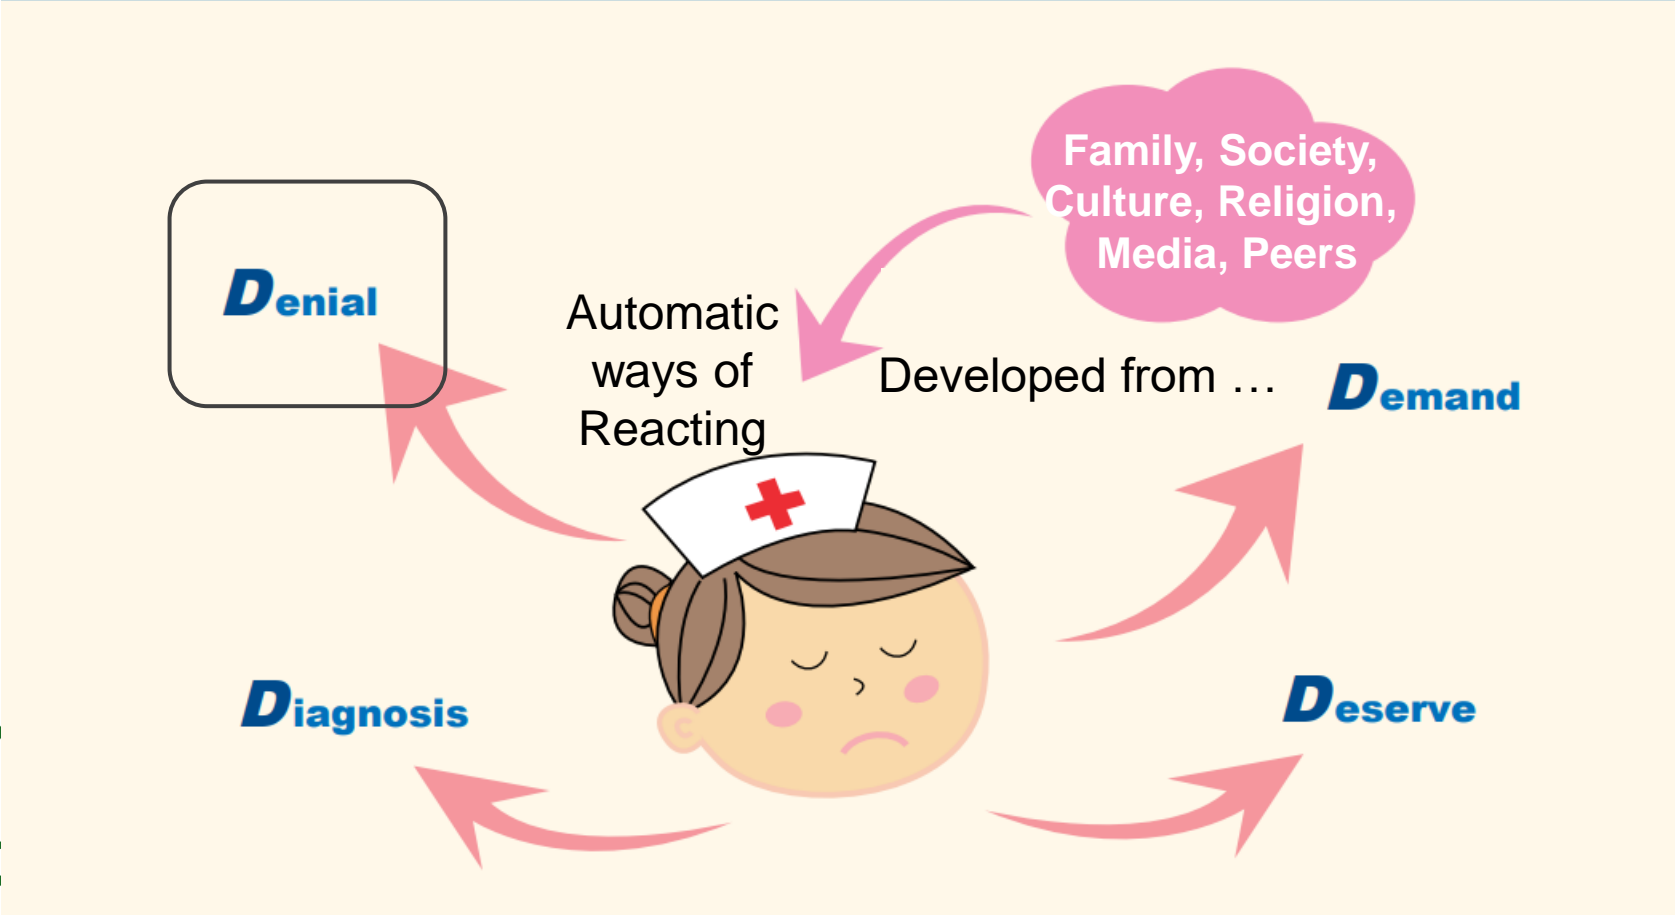 Family, Society,
Culture, Religion,
Media, Peers
Denial
Automatic
ways of
Reacting
Developed from …
Demand
Diagnosis
Deserve